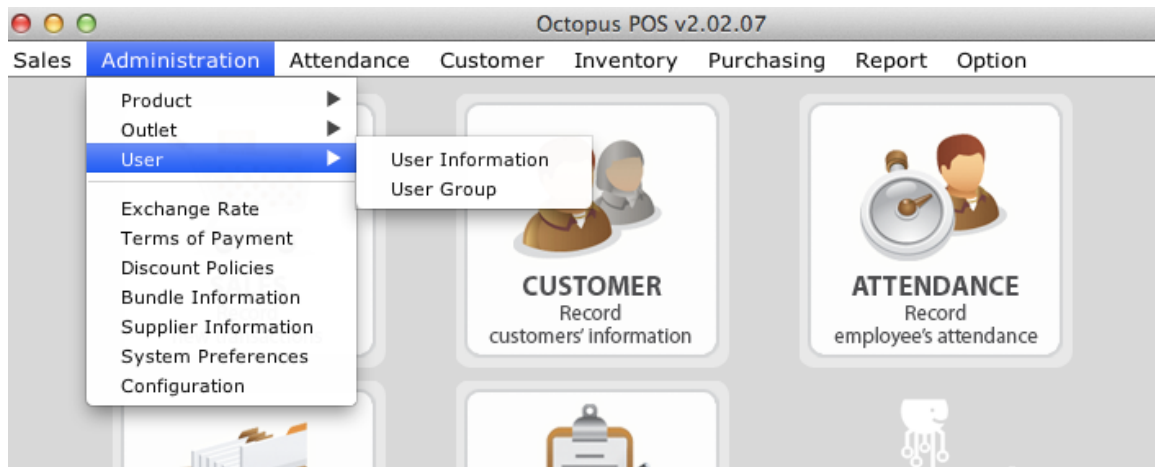 Octopus POS v2.02.07
Sales Administration Attendance Customer Inventory Purchasing Report Option
Product
Outlet
User
User Information
User Group
Exchange Rate
Terms of Payment
Discount Policies
Bundle Information
Supplier Information
System Preferences
Configuration
CUSTOMER
Record
customers' information
ATTENDANCE
Record
employee's attendance